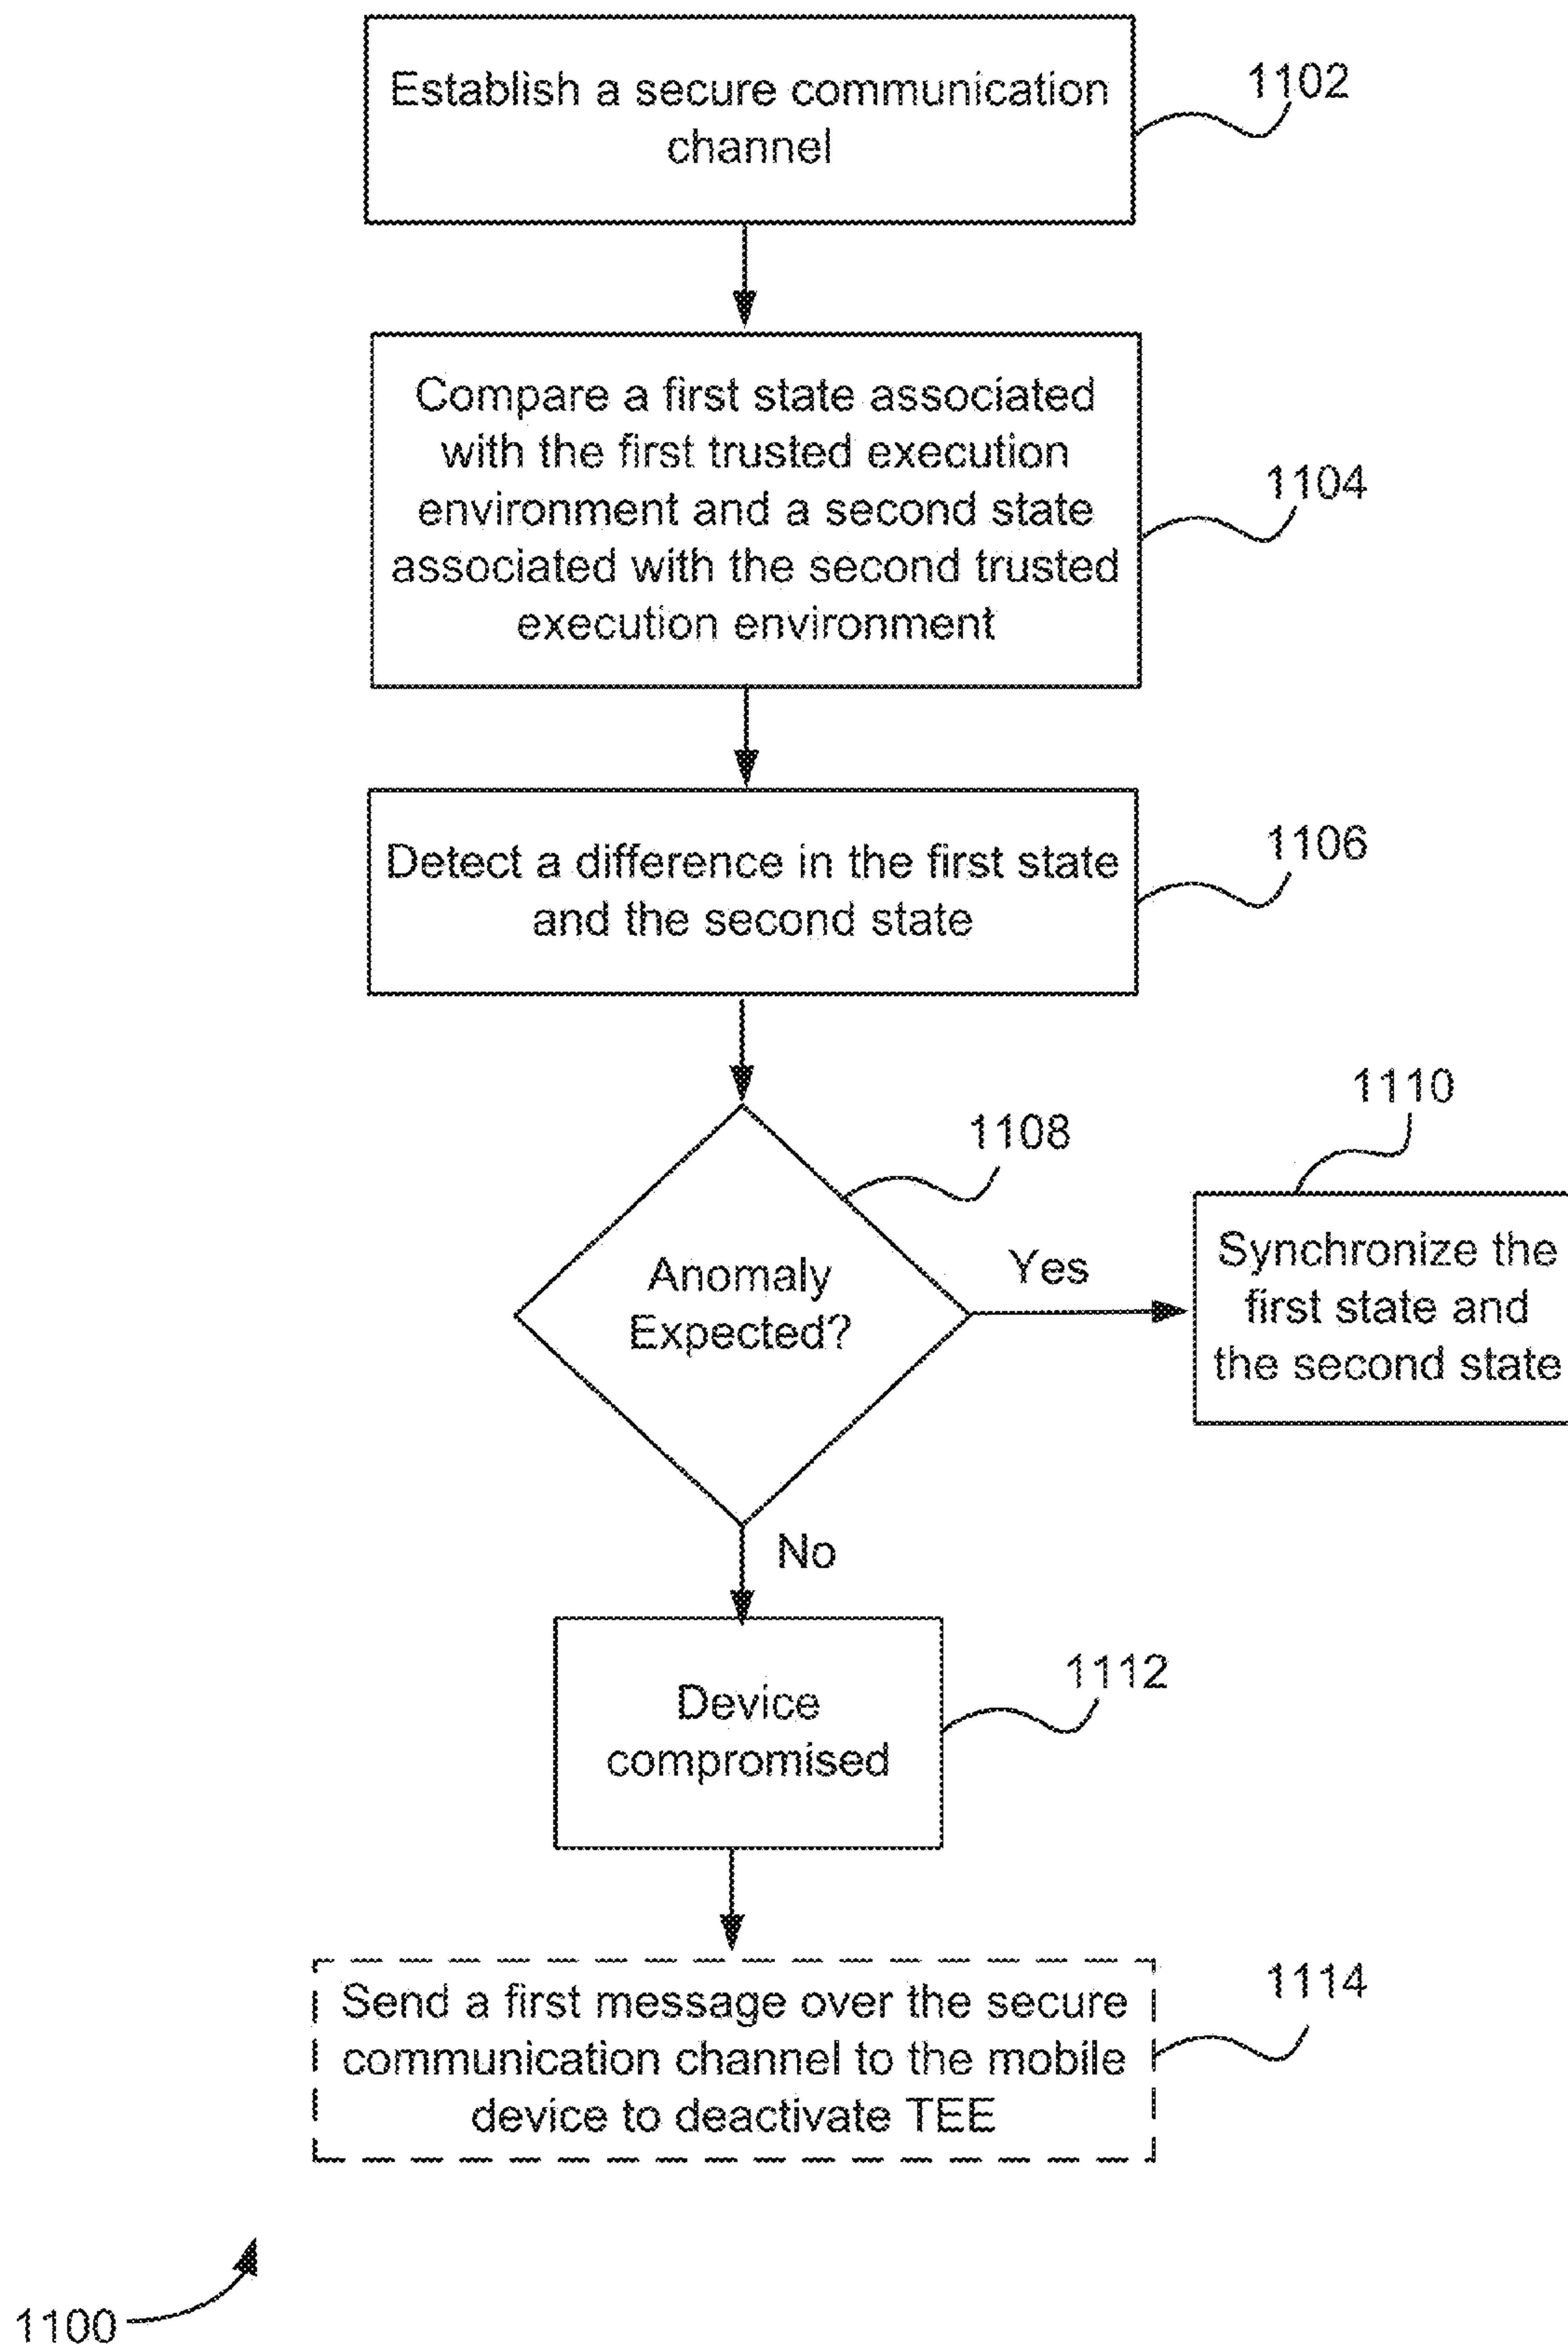 Establish a secure communication
channel
1102
Compare a first state associated
with the first trusted execution
environment and a second state
associated with the second trusted
execution environment
1104
Detect a difference in the first state
and the second state
1106
Anomaly
Expected?
1108
Yes
1110
Synchronize the
first state and
the second state
No
Device
compromised
1112
Send a first message over the secure
communication channel to the mobile
device to deactivate TEE
1114
1100